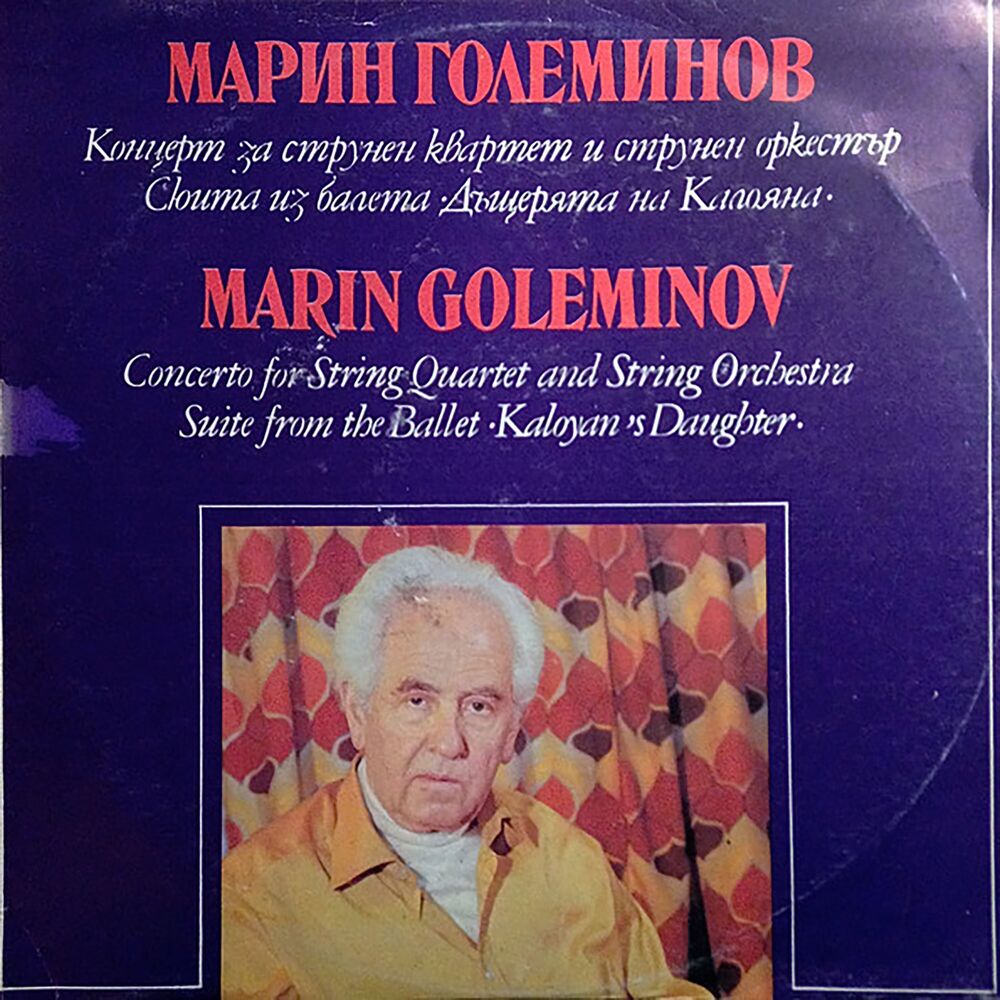 МАРИН ГОЛЕМИНОВ
Концерт за струнен квартет и струнен оркестър
Сюита из балета ·Дъщерята на Калояна·
MARIN GOLEMINOV
Concerto for String Quartet and String Orchestra
Suite from the Ballet ·Kaloyan's Daughter·